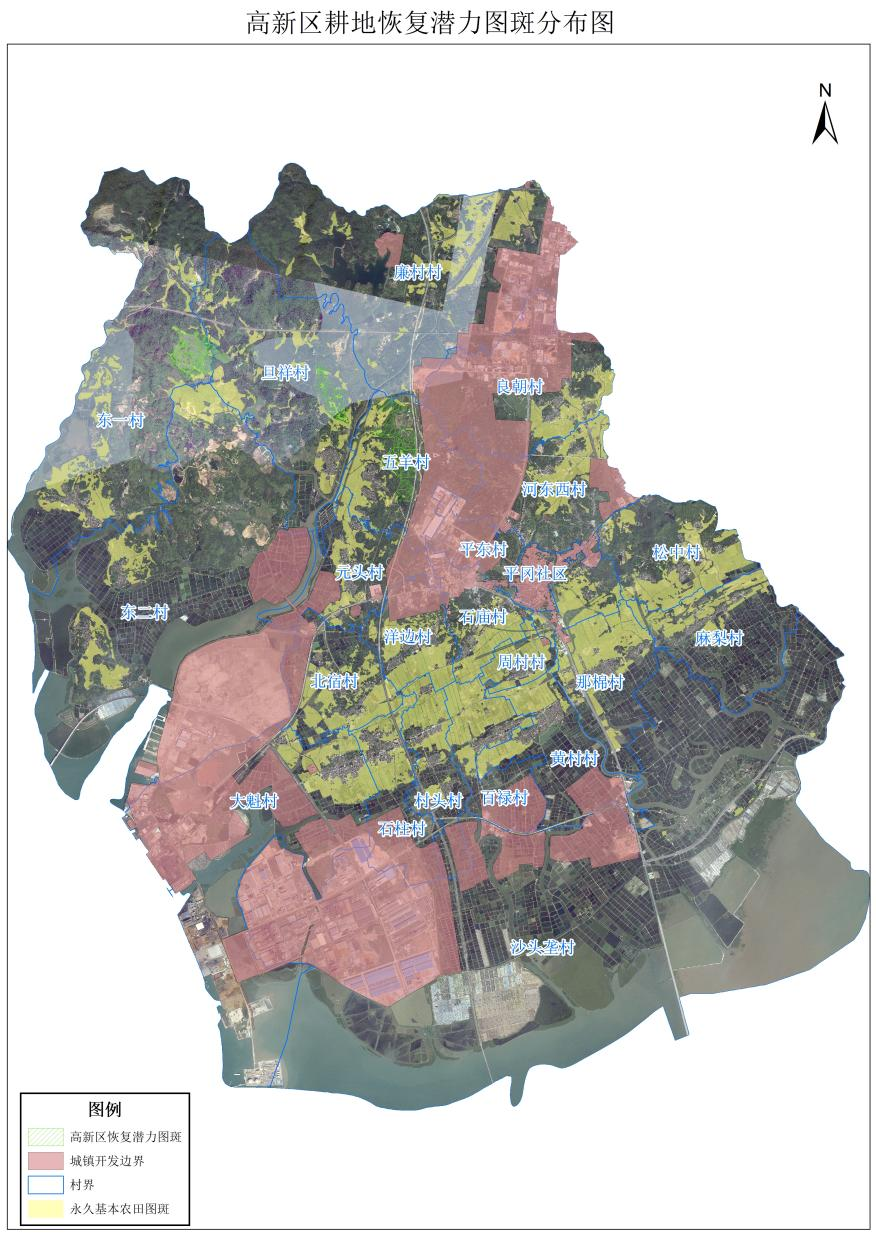 高新区耕地恢复潜力图斑分布图
N
廉村村
旦祥村
良朝村
东一村
五羊村
河东西村
平东村
松中村
元头村
平冈社区
东二村
石庙村
洋边村
麻梨村
周村村
北宿村
那棉村
黄村村
大魁村
村头村
百禄村
石柱村
沙头垄村
图例
高新区恢复潜力图斑
城镇开发边界
村界
永久基本农田图斑